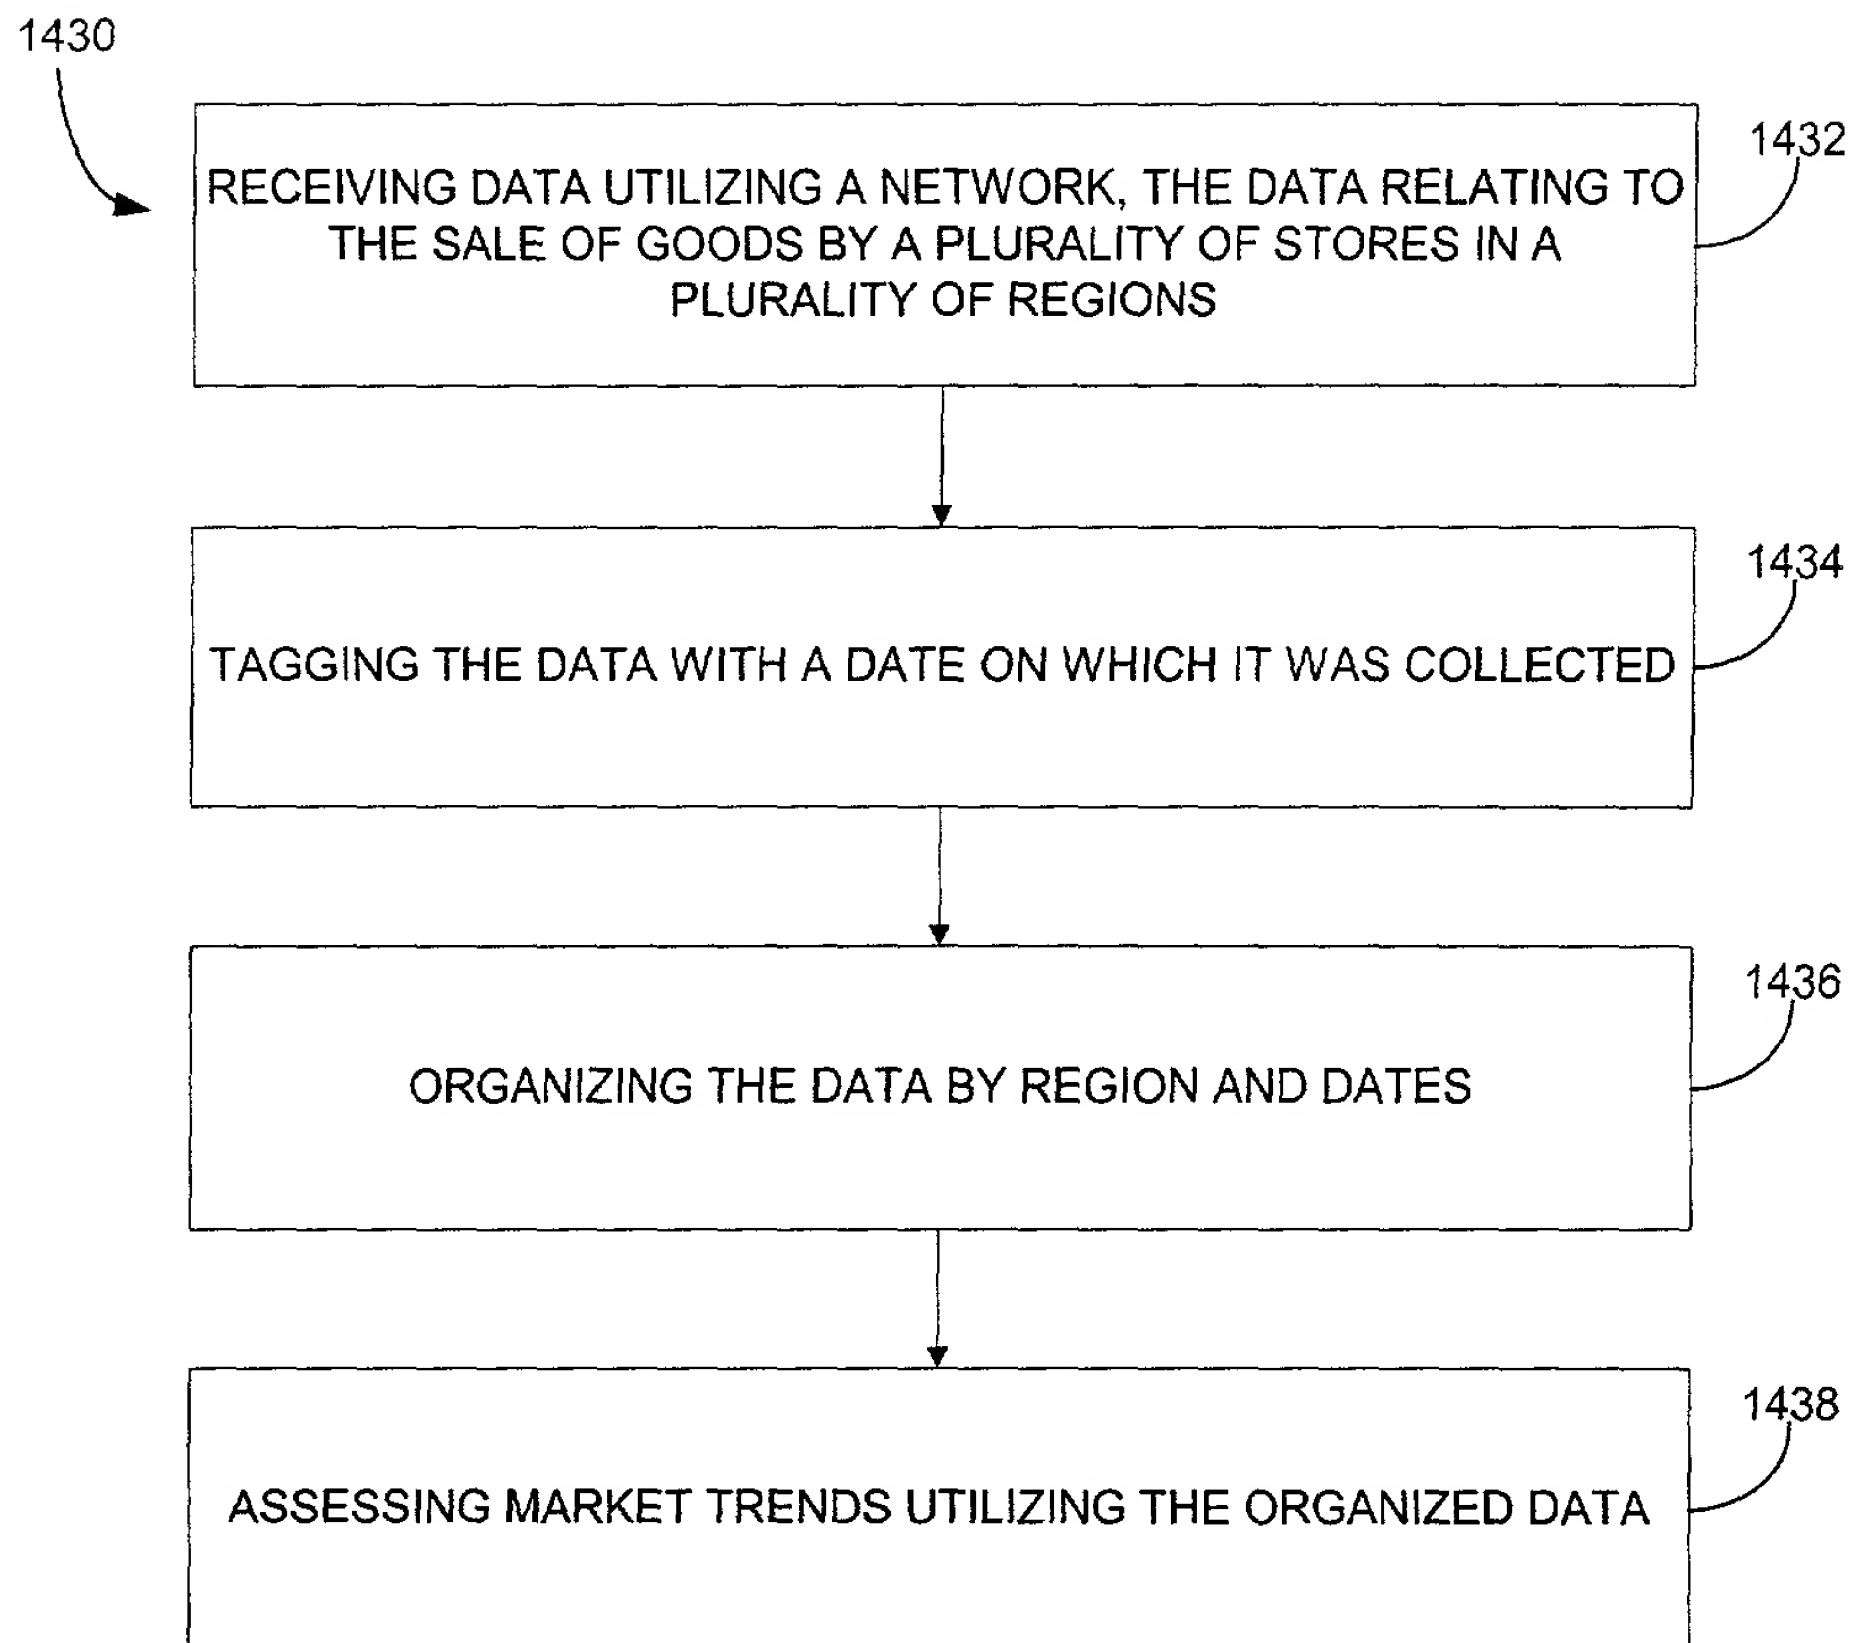 1430
1432
RECEIVING DATA UTILIZING A NETWORK, THE DATA RELATING TO
THE SALE OF GOODS BY A PLURALITY OF STORES IN A
PLURALITY OF REGIONS
1434
TAGGING THE DATA WITH A DATE ON WHICH IT WAS COLLECTED
1436
ORGANIZING THE DATA BY REGION AND DATES
1438
ASSESSING MARKET TRENDS UTILIZING THE ORGANIZED DATA